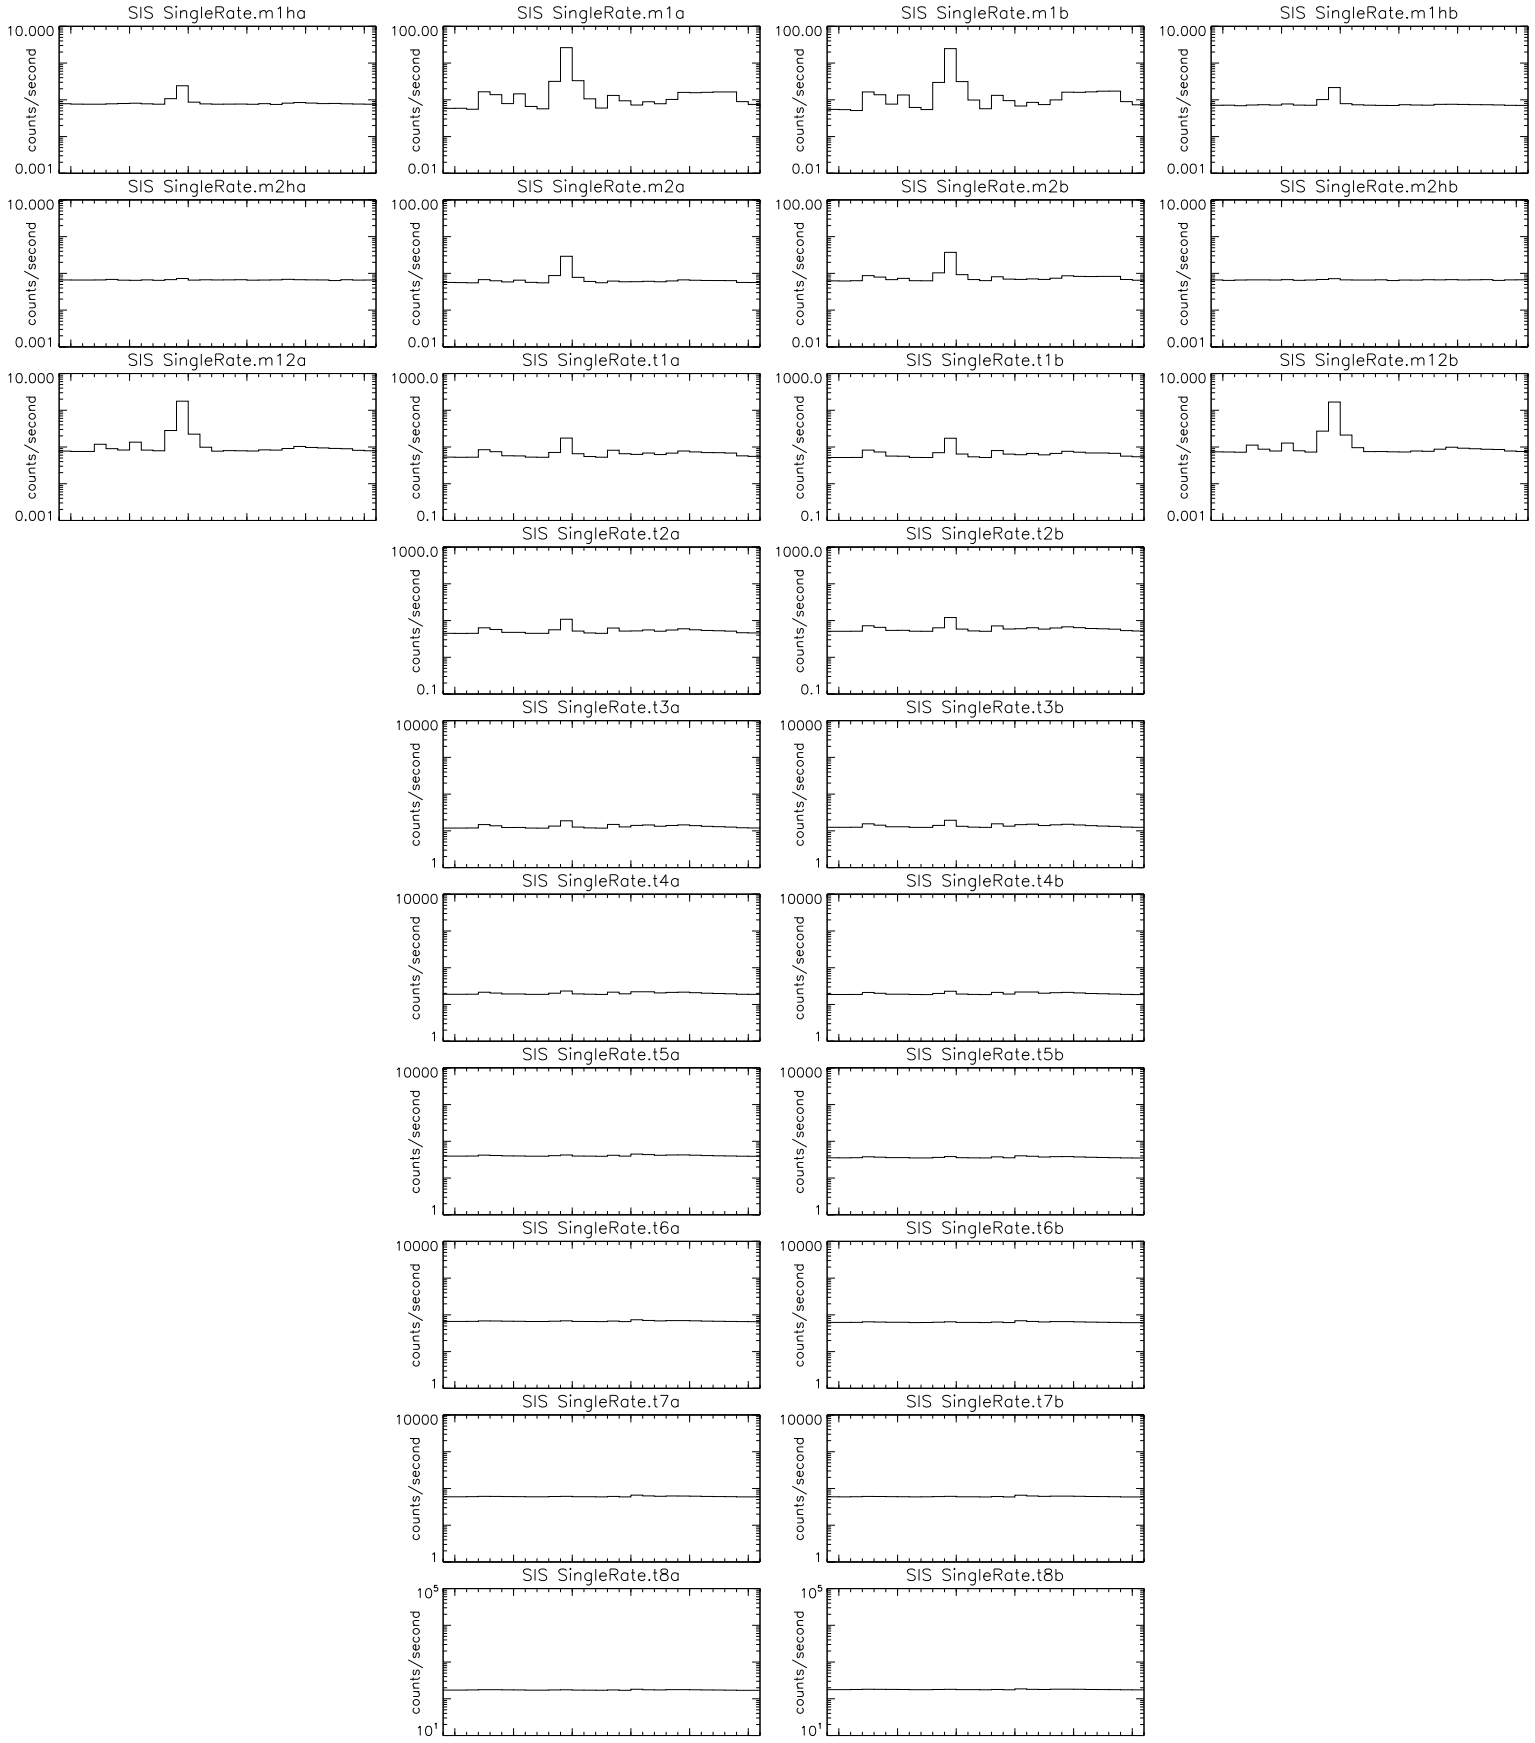 SIS SingleRate.m1ha
10.000
counts/second
0.001
SIS SingleRate.m1a
100.00
counts/second
0.01
SIS SingleRate.m1b
100.00
counts/second
0.01
SIS SingleRate.m1hb
10.000
counts/second
0.001
SIS SingleRate.m2ha
10.000
counts/second
0.001
SIS SingleRate.m2a
100.00
counts/second
0.01
SIS SingleRate.m2b
100.00
counts/second
0.01
SIS SingleRate.m2hb
10.000
counts/second
0.001
SIS SingleRate.m12a
10.000
counts/second
0.001
SIS SingleRate.t1a
1000.0
counts/second
0.1
SIS SingleRate.t1b
1000.0
counts/second
0.1
SIS SingleRate.m12b
10.000
counts/second
0.001
SIS SingleRate.t2a
1000.0
counts/second
0.1
SIS SingleRate.t2b
1000.0
counts/second
0.1
SIS SingleRate.t3a
10000
counts/second
1
SIS SingleRate.t3b
10000
counts/second
1
SIS SingleRate.t4a
10000
counts/second
1
SIS SingleRate.t4b
10000
counts/second
1
SIS SingleRate.t5a
10000
counts/second
1
SIS SingleRate.t5b
10000
counts/second
1
SIS SingleRate.t6a
10000
counts/second
1
SIS SingleRate.t6b
10000
counts/second
1
SIS SingleRate.t7a
10000
counts/second
1
SIS SingleRate.t7b
10000
counts/second
1
SIS SingleRate.t8a
10⁵
counts/second
10¹
SIS SingleRate.t8b
10⁵
counts/second
10¹